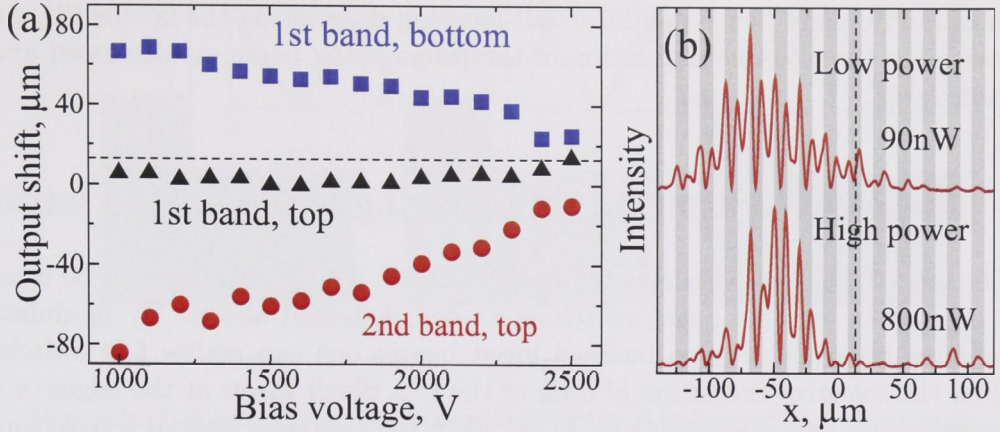 (a)
80
40
0
-40
-80
Output shift, μm
1st band, bottom
1st band, top
2nd band, top
1000
1500
2000
2500
Bias voltage, V
(b)
Low power
90nW
High power
800nW
Intensity
-100
-50
0
50
100
x, μm